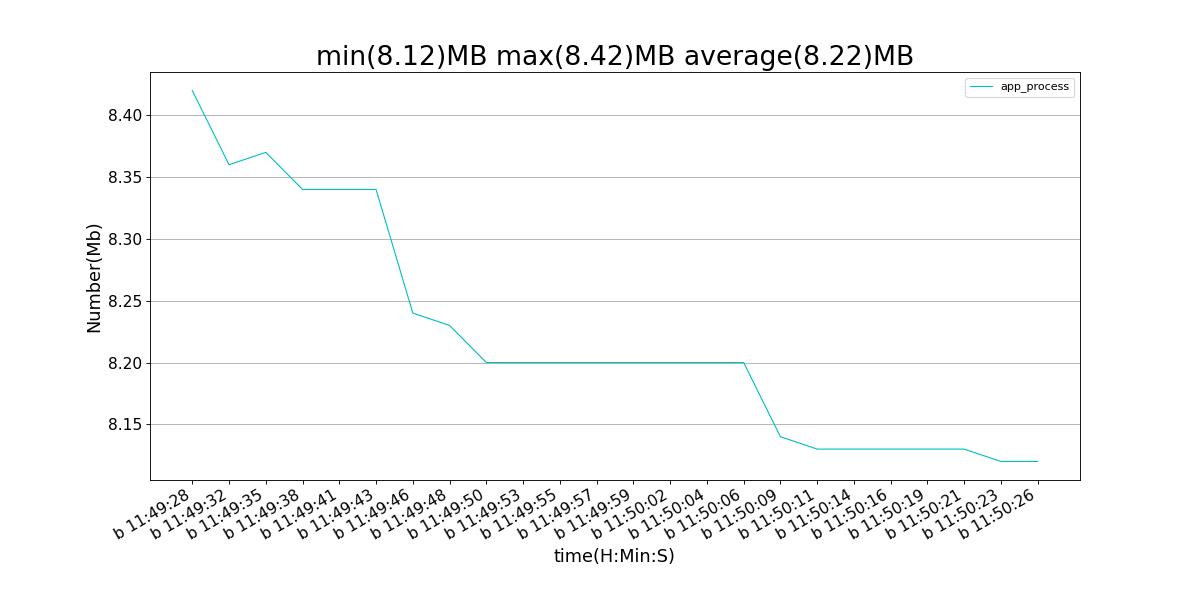 min(8.12)MB max(8.42)MB average(8.22)MB
app_process
8.40
8.35
8.30
8.25
8.20
8.15
Number(Mb)
b 11:49:28
b 11:49:32
b 11:49:35
b 11:49:38
b 11:49:41
b 11:49:43
b 11:49:46
b 11:49:48
b 11:49:50
b 11:49:53
b 11:49:55
b 11:49:57
b 11:49:59
b 11:50:02
b 11:50:04
b 11:50:06
b 11:50:09
b 11:50:11
b 11:50:14
b 11:50:16
b 11:50:19
b 11:50:21
b 11:50:23
b 11:50:26
time(H:Min:S)